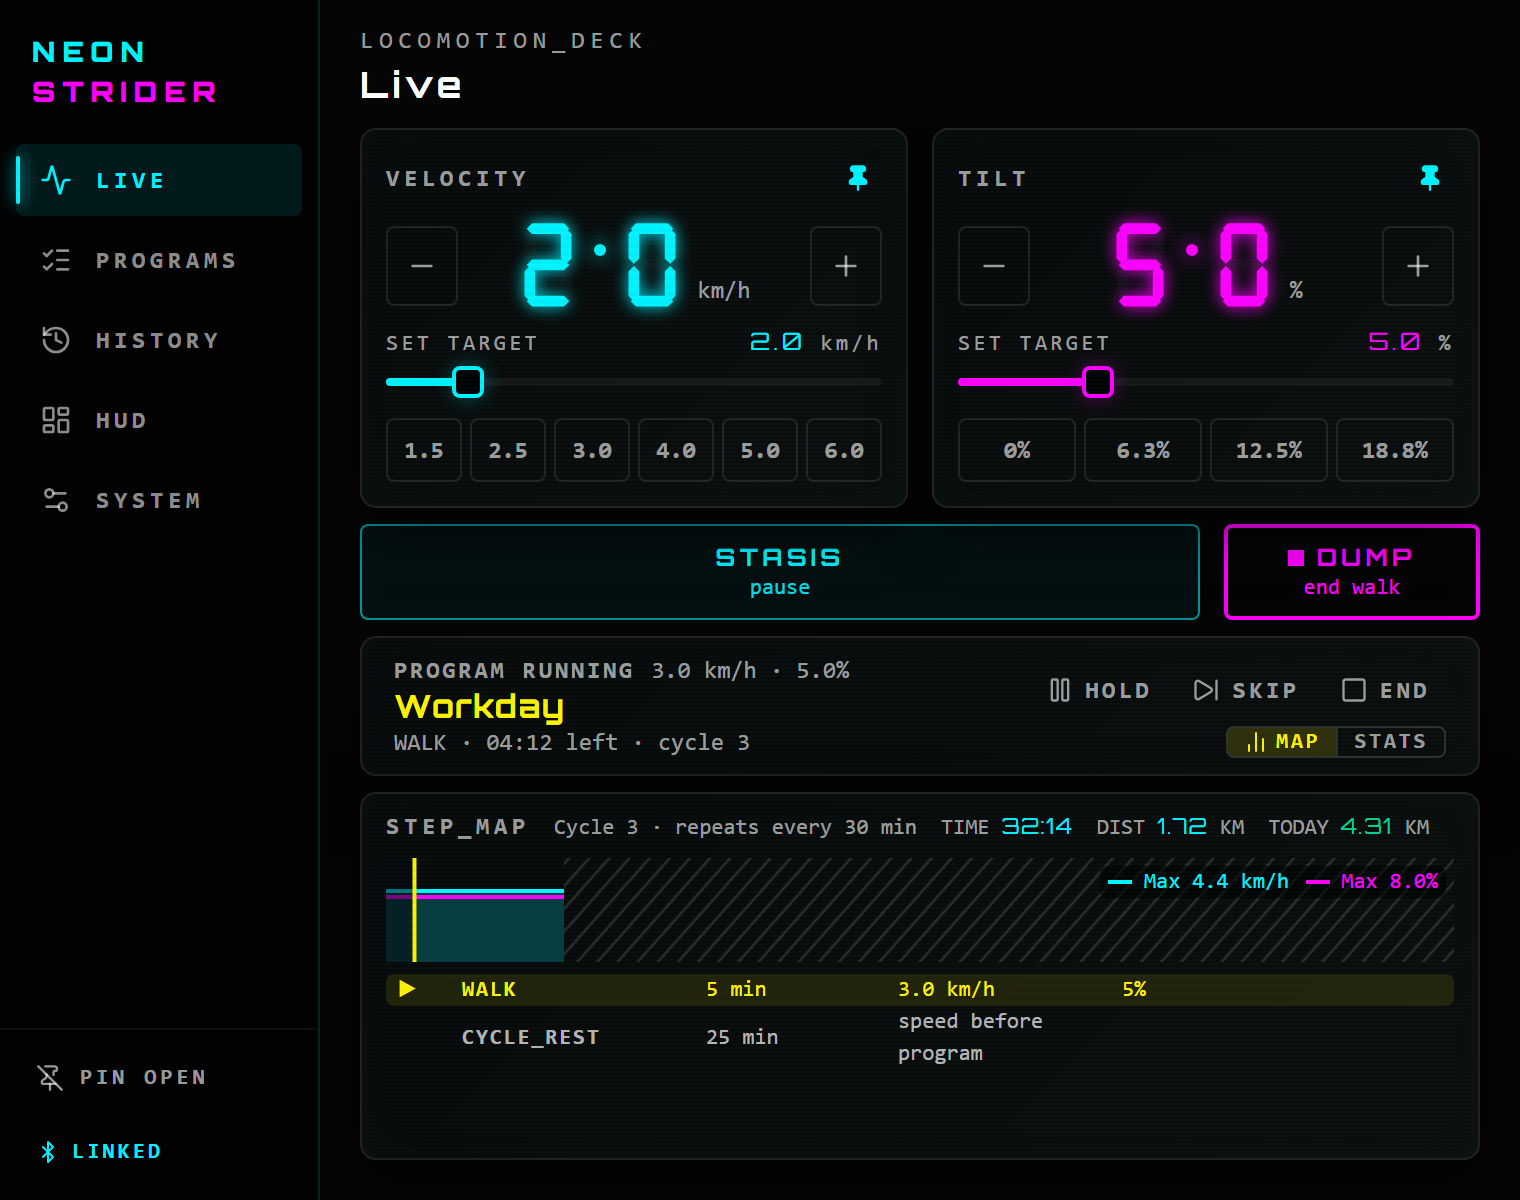 NEON
STRIDER
LIVE
PROGRAMS
HISTORY
HUD
SYSTEM
PIN OPEN
LINKED
LOCOMOTION_DECK
Live
VELOCITY
2.0 km/h
SET TARGET 2.0 km/h
1.5 2.5 3.0 4.0 5.0 6.0
TILT
5.0 %
SET TARGET 5.0 %
0% 6.3% 12.5% 18.8%
STASIS
pause
DUMP
end walk
PROGRAM RUNNING 3.0 km/h · 5.0%
Workday
WALK · 04:12 left · cycle 3
HOLD SKIP END
MAP STATS
STEP_MAP Cycle 3 · repeats every 30 min TIME 32:14 DIST 1.72 KM TODAY 4.31 KM
Max 4.4 km/h Max 8.0%
WALK 5 min 3.0 km/h 5%
CYCLE_REST 25 min speed before
program